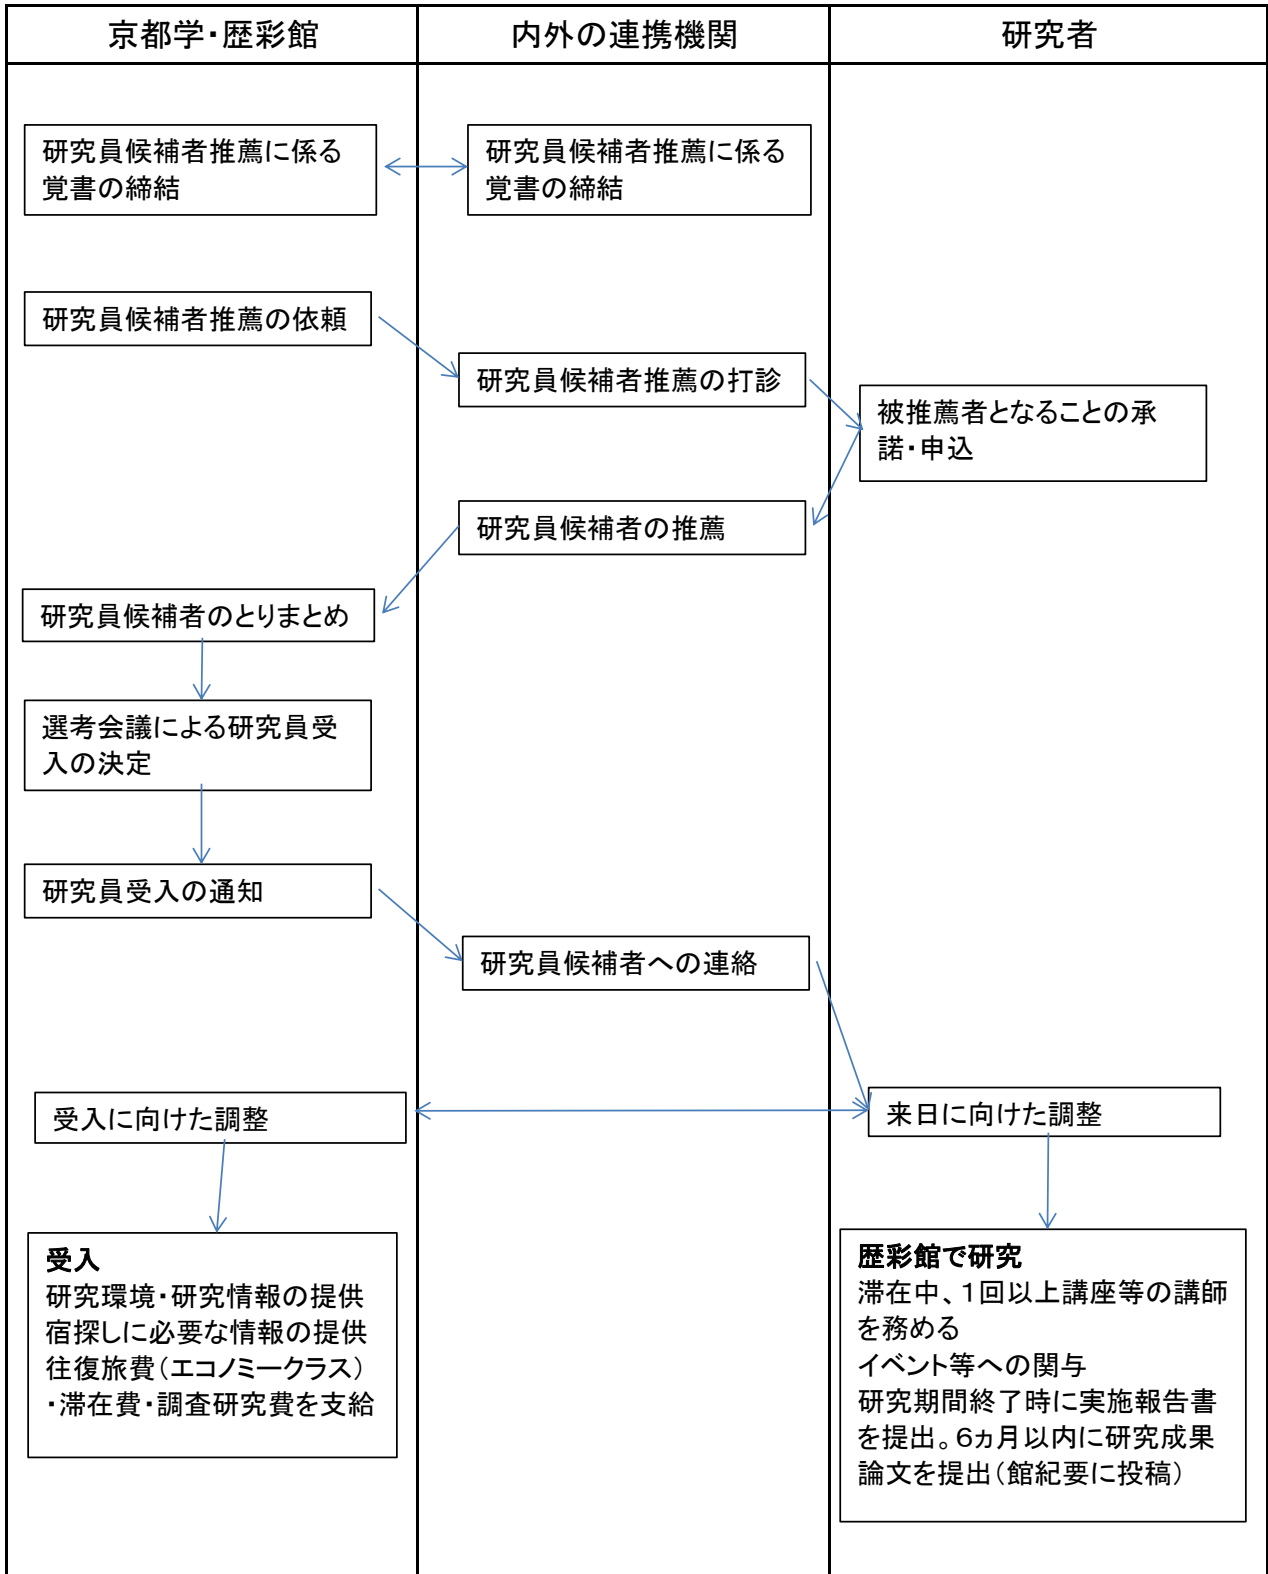 京都学・歴彩館
内外の連携機関
研究者
研究員候補者推薦に係る
覚書の締結
研究員候補者推薦に係る
覚書の締結
研究員候補者推薦の依頼
研究員候補者推薦の打診
被推薦者となることの承
諾・申込
研究員候補者の推薦
研究員候補者のとりまとめ
選考会議による研究員受
入の決定
研究員受入の通知
研究員候補者への連絡
受入に向けた調整
来日に向けた調整
受入
研究環境・研究情報の提供
宿探しに必要な情報の提供
往復旅費（エコノミークラス）
・滞在費・調査研究費を支給
歴彩館で研究
滞在中、１回以上講座等の講師
を務める
イベント等への関与
研究期間終了時に実施報告書
を提出。６ヵ月以内に研究成果
論文を提出（館紀要に投稿）